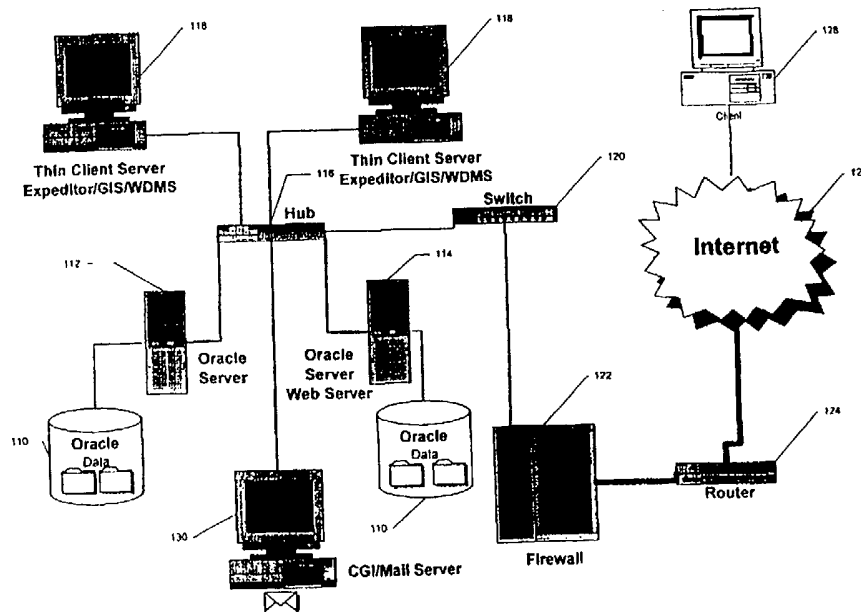 118
118
128
Client
Thin Client Server
Expeditor/GIS/WDMS
Thin Client Server
Expeditor/GIS/WDMS
116
120
Hub
Switch
Internet
112
114
Oracle
Server
Oracle
Server
Web Server
122
110
Oracle
Data
Oracle
Data
124
110
Router
130
CGI/Mail Server
Firewall